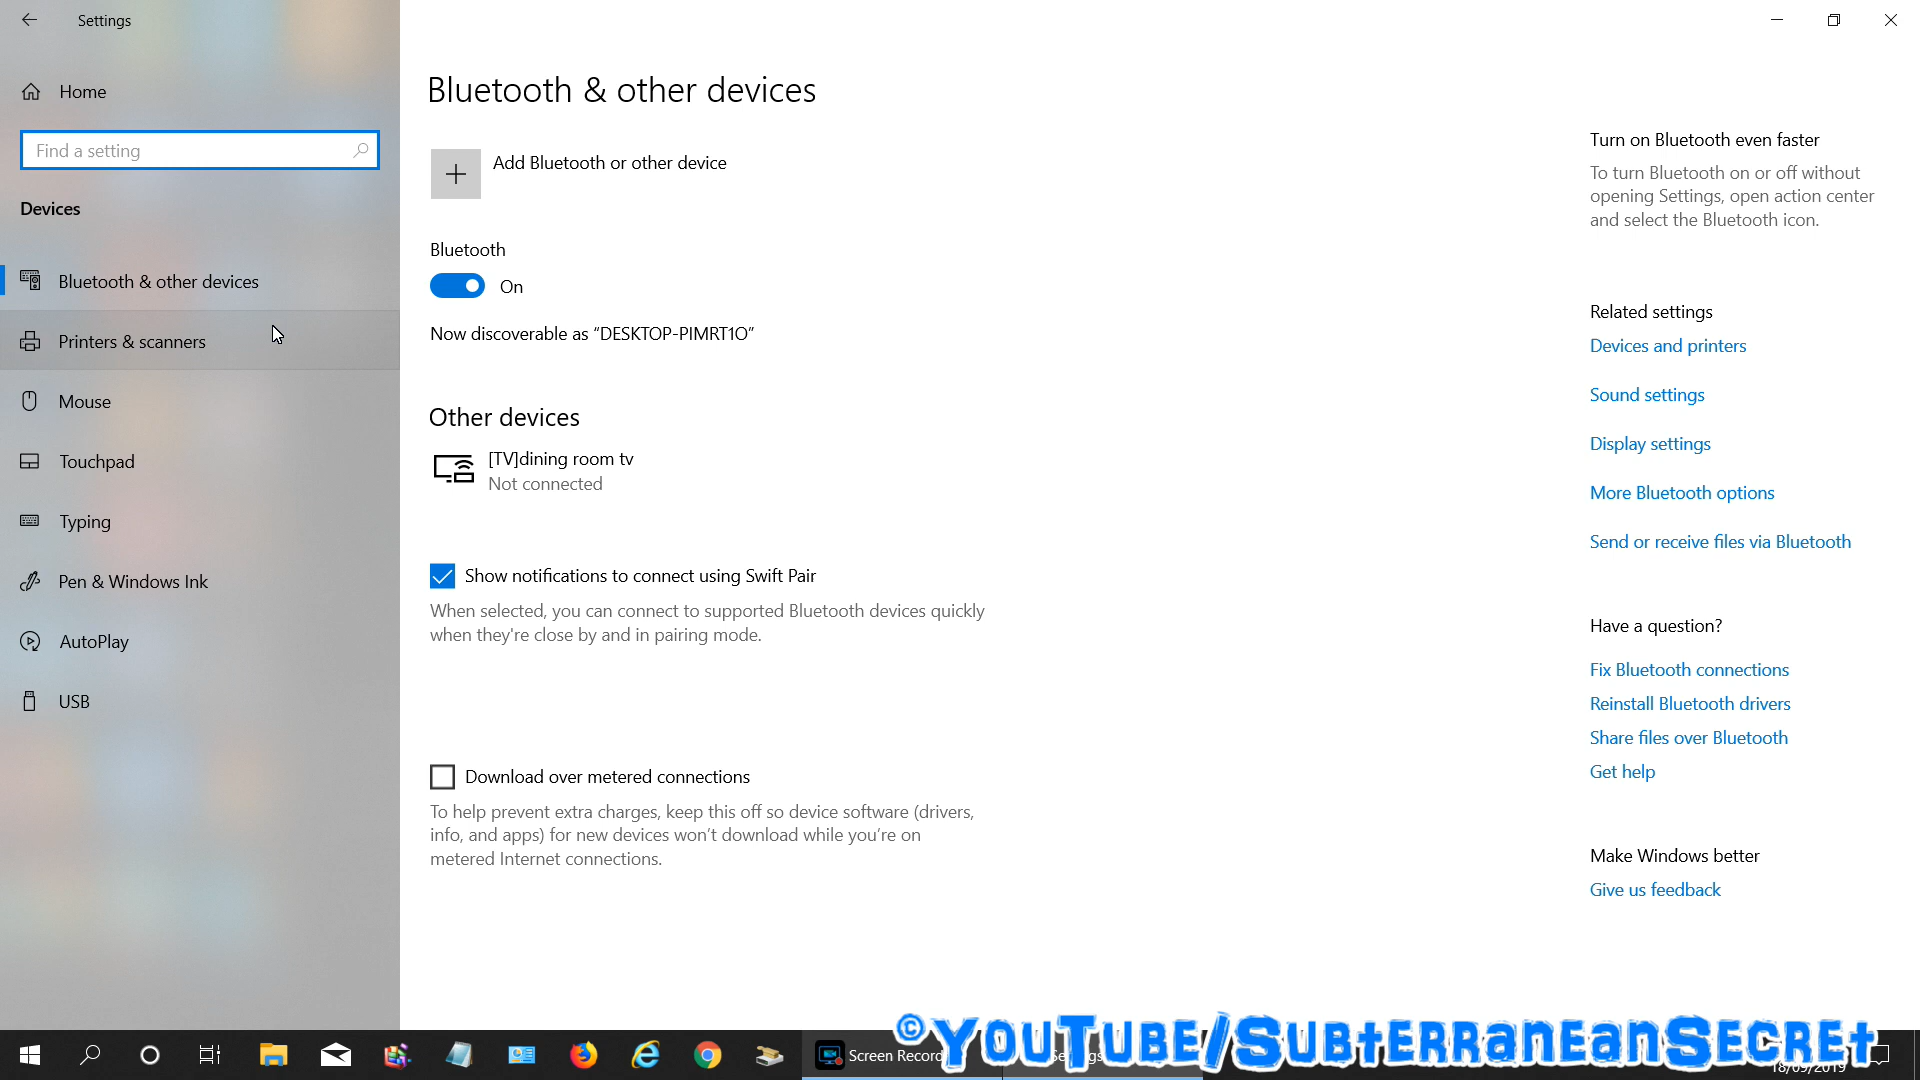 Settings
Home
Find a setting
Devices
Bluetooth & other devices
Printers & scanners
Mouse
Touchpad
Typing
Pen & Windows Ink
AutoPlay
USB
Bluetooth & other devices
Add Bluetooth or other device
Bluetooth
On
Now discoverable as “DESKTOP-PIMRT1O”
Other devices
[TV]dining room tv
Not connected
Show notifications to connect using Swift Pair
When selected, you can connect to supported Bluetooth devices quickly
when they're close by and in pairing mode.
Download over metered connections
To help prevent extra charges, keep this off so device software (drivers,
info, and apps) for new devices won’t download while you’re on
metered Internet connections.
Turn on Bluetooth even faster
To turn Bluetooth on or off without
opening Settings, open action center
and select the Bluetooth icon.
Related settings
Devices and printers
Sound settings
Display settings
More Bluetooth options
Send or receive files via Bluetooth
Have a question?
Fix Bluetooth connections
Reinstall Bluetooth drivers
Share files over Bluetooth
Get help
Make Windows better
Give us feedback
Screen Record
Settings
©YouTube/SubterraneanSecret
18/09/2019